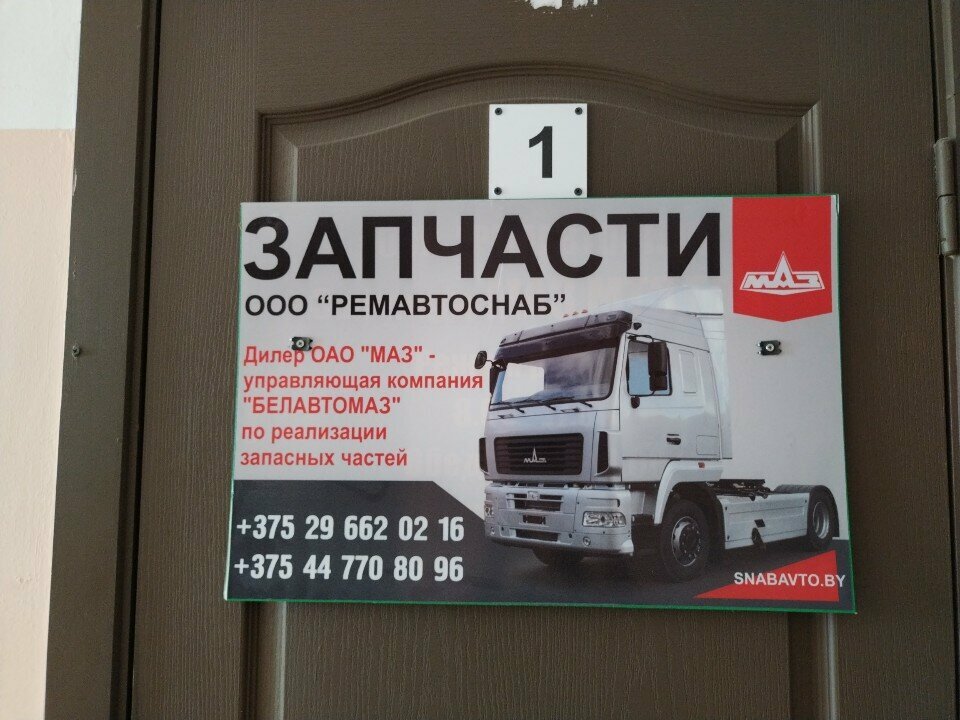 1
ЗАПЧАСТИ
МАЗ
ООО “РЕМАВТОСНАБ”
Дилер ОАО "МАЗ" -
управляющая компания
"БЕЛАВТОМАЗ"
по реализации
запасных частей
МАЗ
+375 29 662 02 16
+375 44 770 80 96
SNABAVTO.BY